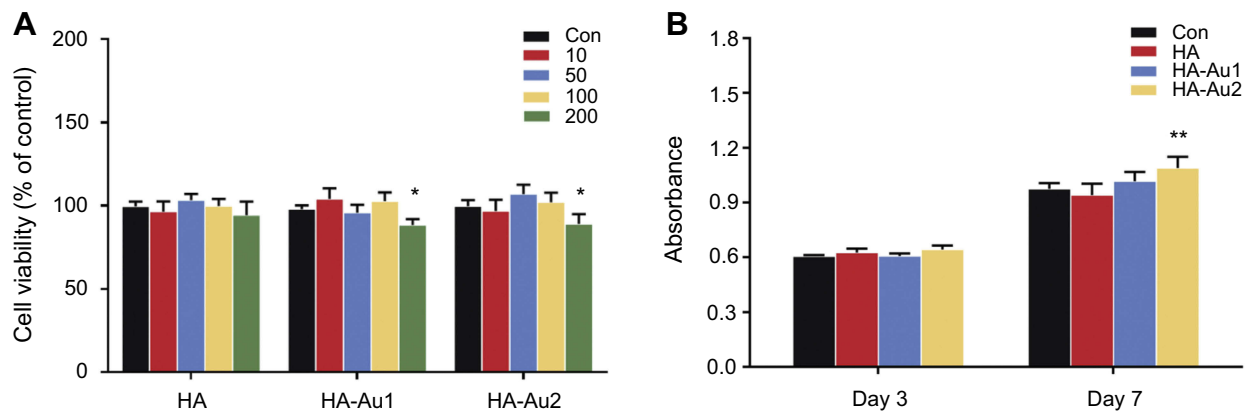 A
Cell viability (% of control)
200
150
100
50
0
Con
10
50
100
200
*
*
HA
HA-Au1
HA-Au2
B
Absorbance
1.8
1.5
1.2
0.9
0.6
0.3
0.0
Con
HA
HA-Au1
HA-Au2
**
Day 3
Day 7